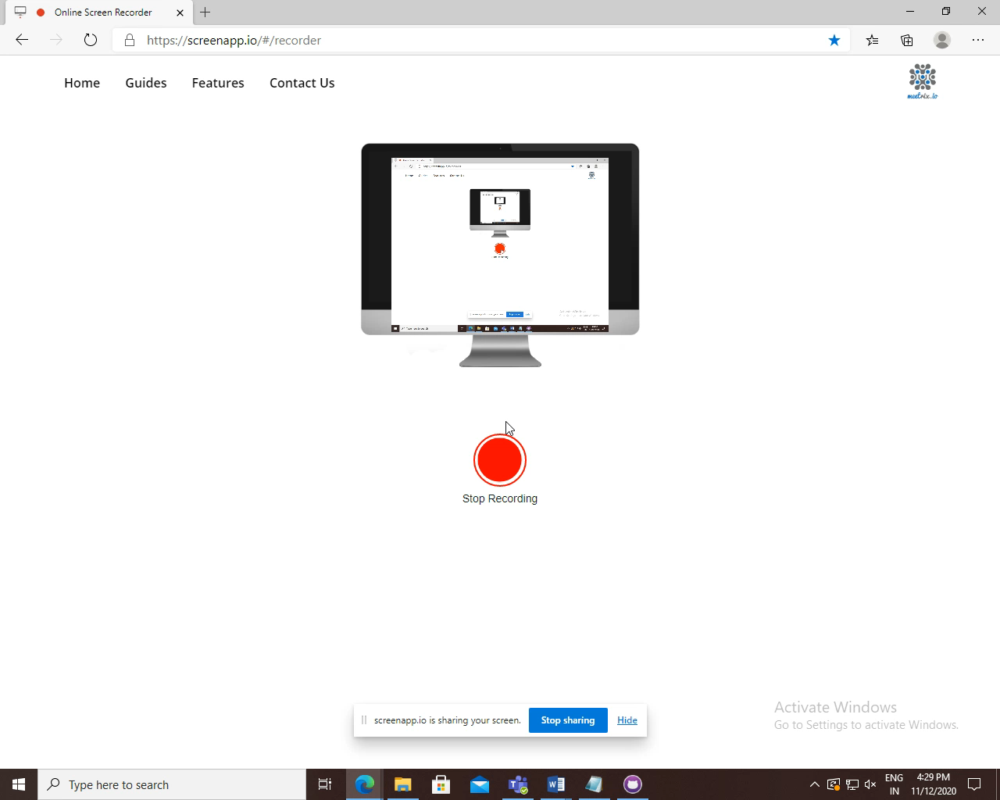 Online Screen Recorder
https://screenapp.io/#/recorder
Home Guides Features Contact Us
meetrix.io
Stop Recording
screenapp.io is sharing your screen. Stop sharing Hide
Activate Windows
Go to Settings to activate Windows.
Type here to search
ENG
IN
4:29 PM
11/12/2020